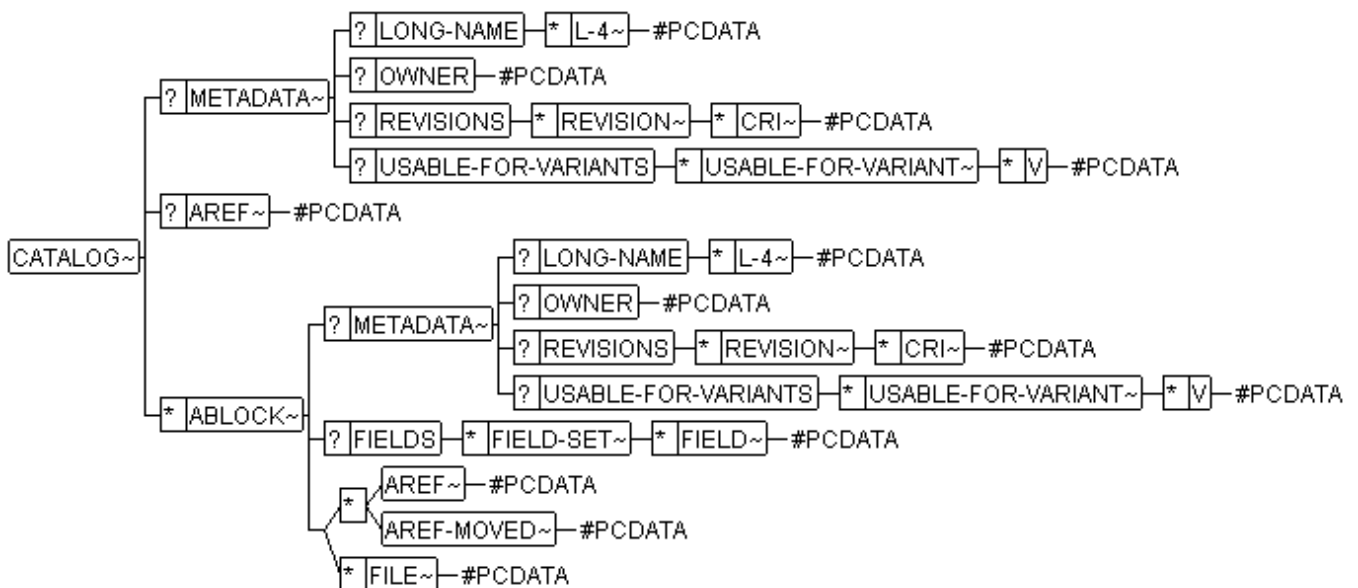 ? LONG-NAME * L-4~ #PCDATA
? OWNER #PCDATA
? METADATA~
? REVISIONS * REVISION~ * CRI~ #PCDATA
? USABLE-FOR-VARIANTS * USABLE-FOR-VARIANT~ * V #PCDATA
? AREF~ #PCDATA
CATALOG~
? LONG-NAME * L-4~ #PCDATA
? OWNER #PCDATA
? METADATA~
? REVISIONS * REVISION~ * CRI~ #PCDATA
? USABLE-FOR-VARIANTS * USABLE-FOR-VARIANT~ * V #PCDATA
* ABLOCK~
? FIELDS * FIELD-SET~ * FIELD~ #PCDATA
AREF~ #PCDATA
*
AREF-MOVED~ #PCDATA
* FILE~ #PCDATA